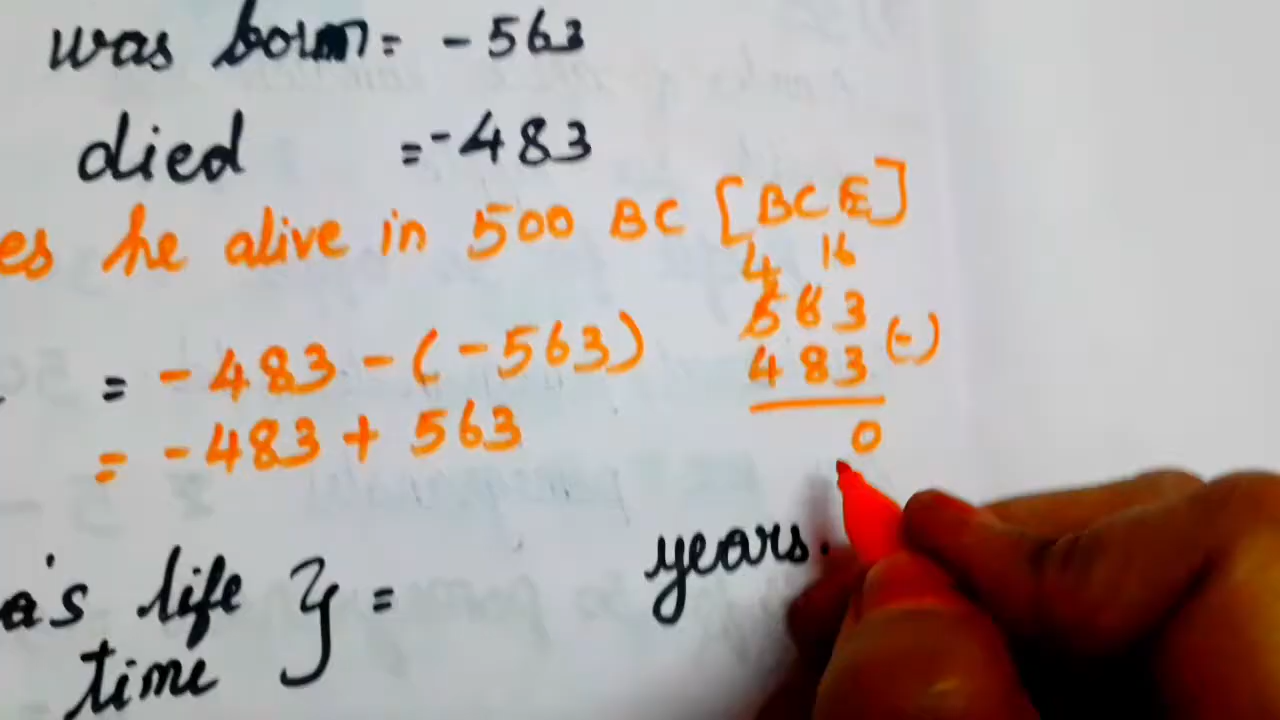 was born = - 563
died = - 483
es he alive in 500 BC [BCE]
4 16
563
= - 483 - ( - 563)
483 (-)
= - 483 + 563
0
a's life } = years.
time